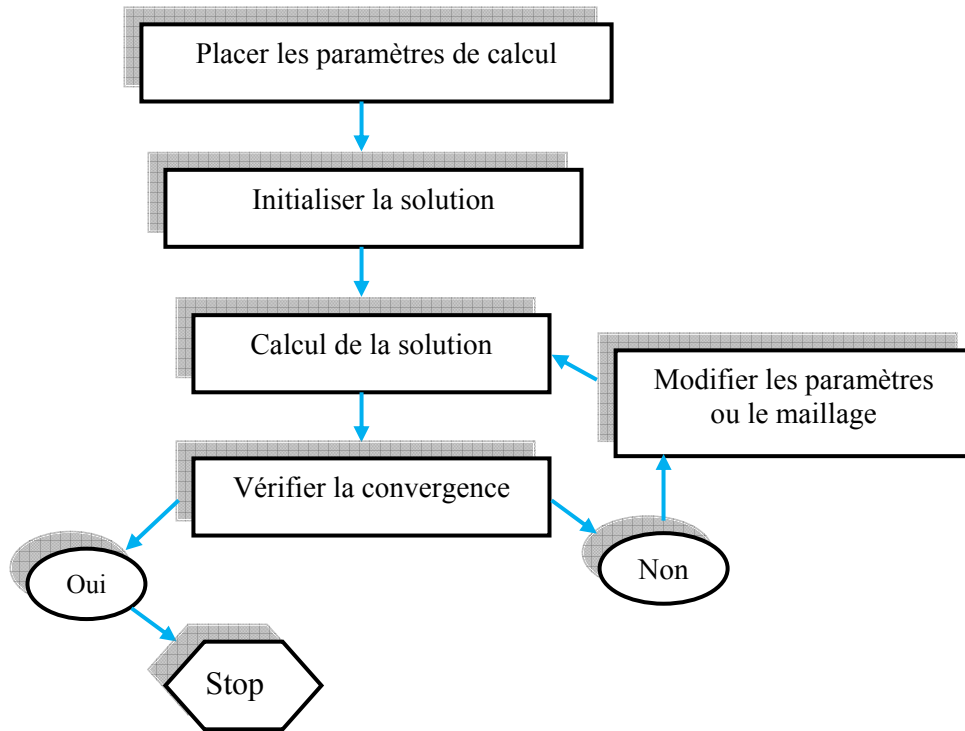 Placer les paramètres de calcul
Initialiser la solution
Calcul de la solution
Modifier les paramètres
ou le maillage
Vérifier la convergence
Oui
Non
Stop